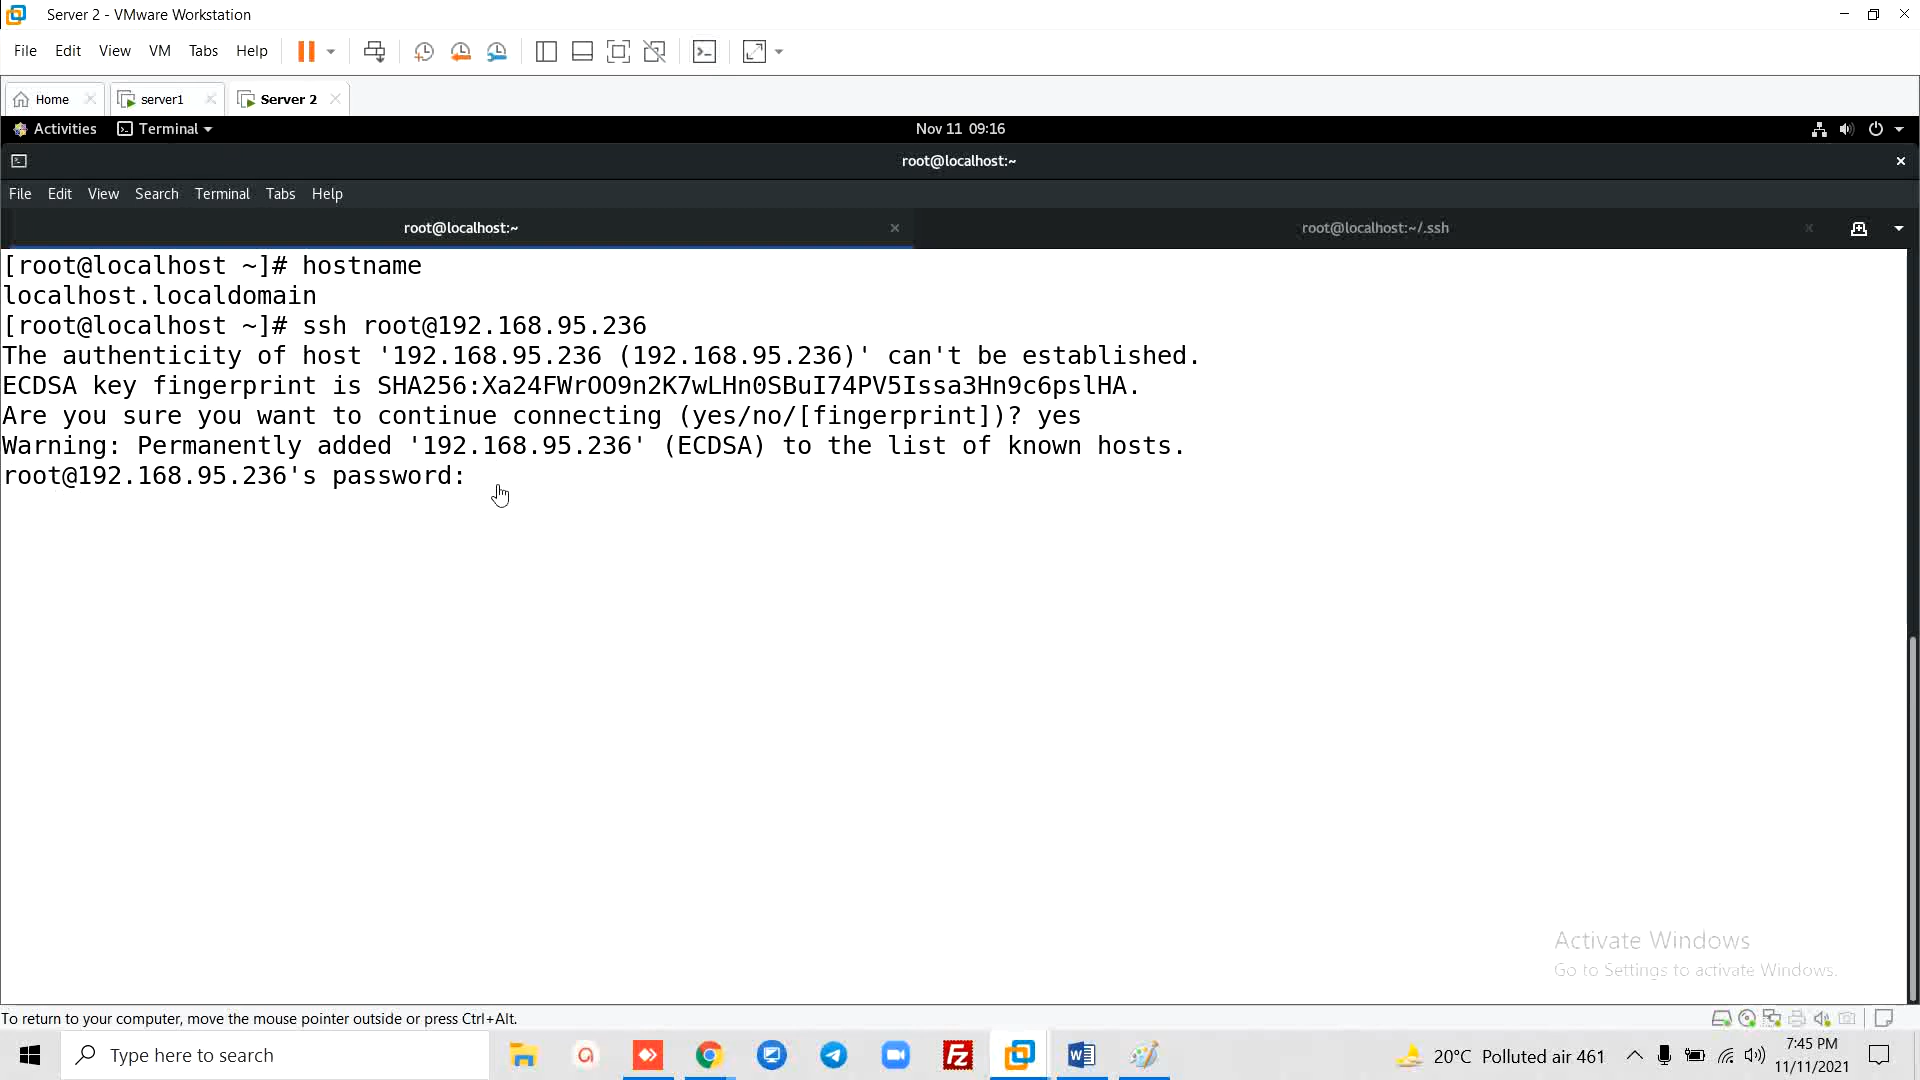 Server 2 - VMware Workstation
File Edit View VM Tabs Help
Home server1 Server 2
Activities Terminal Nov 11 09:16
root@localhost:~
File Edit View Search Terminal Tabs Help
root@localhost:~ root@localhost:~/.ssh
[root@localhost ~]# hostname
localhost.localdomain
[root@localhost ~]# ssh root@192.168.95.236
The authenticity of host '192.168.95.236 (192.168.95.236)' can't be established.
ECDSA key fingerprint is SHA256:Xa24FWrOO9n2K7wLHn0SBuI74PV5Issa3Hn9c6pslHA.
Are you sure you want to continue connecting (yes/no/[fingerprint])? yes
Warning: Permanently added '192.168.95.236' (ECDSA) to the list of known hosts.
root@192.168.95.236's password:
Activate Windows
Go to Settings to activate Windows.
To return to your computer, move the mouse pointer outside or press Ctrl+Alt.
Type here to search 20°C Polluted air 461 7:45 PM
11/11/2021